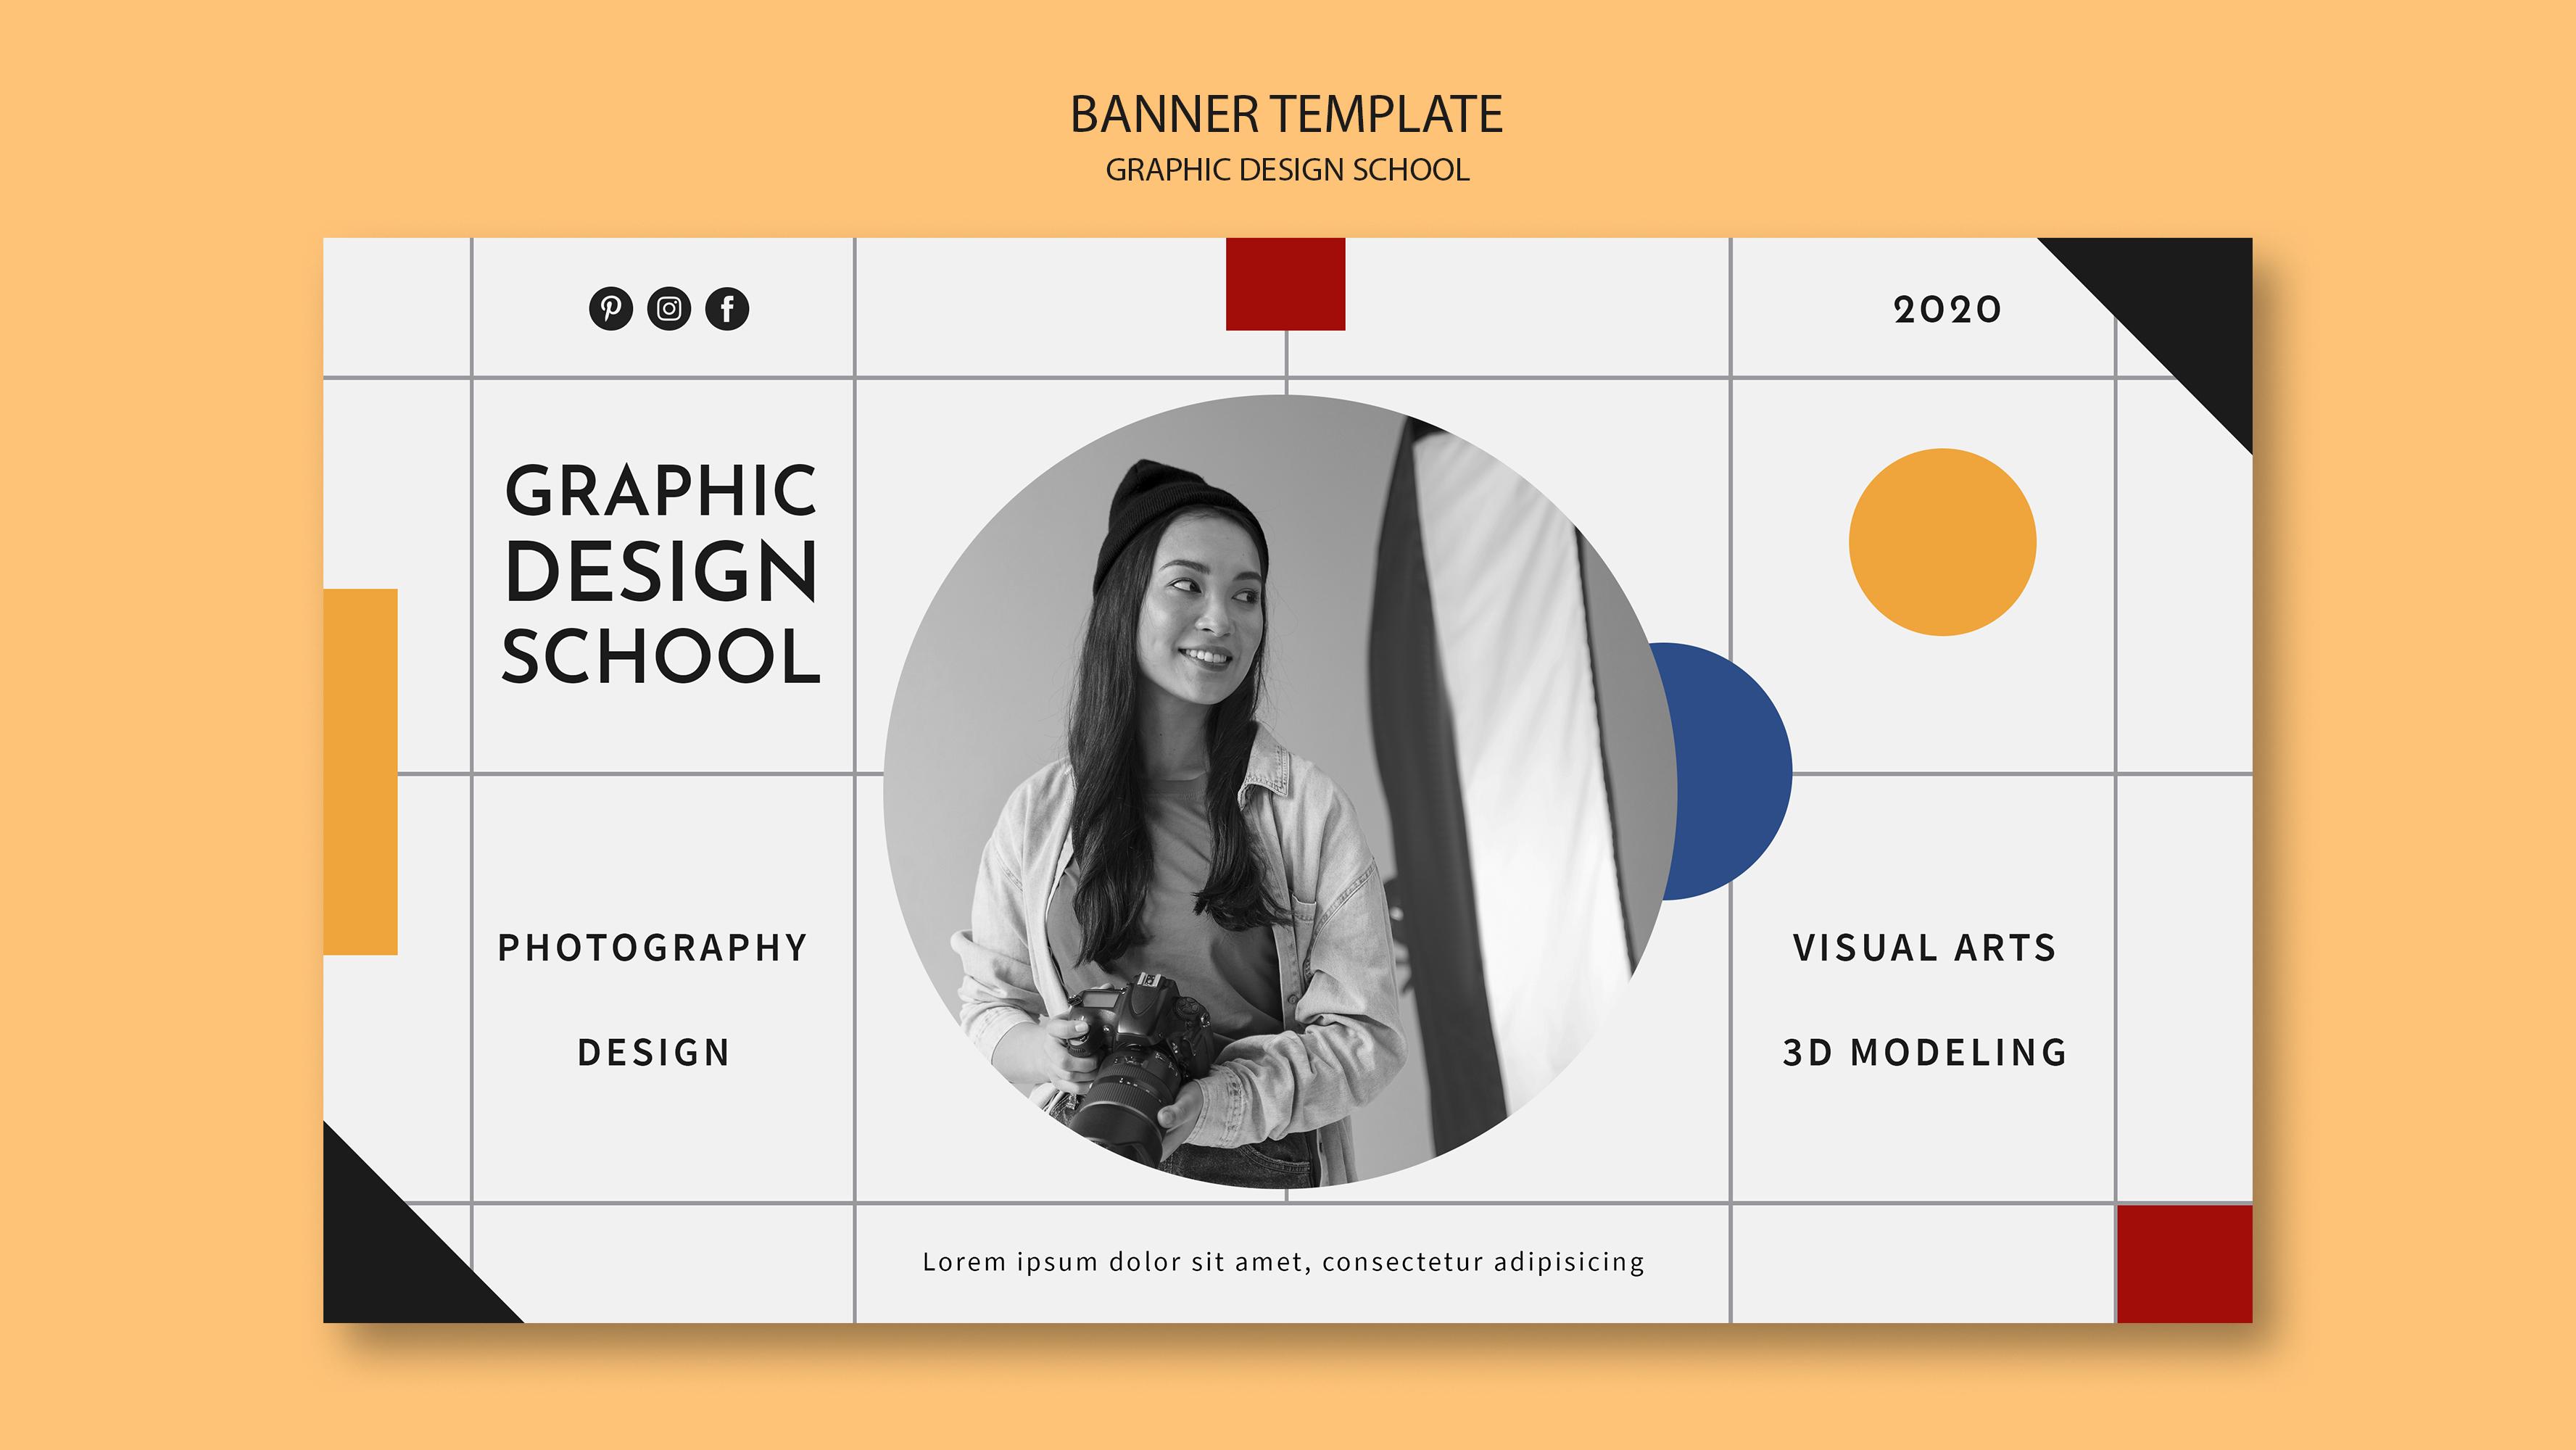 BANNER TEMPLATE
GRAPHIC DESIGN SCHOOL
2020
GRAPHIC
DESIGN
SCHOOL
PHOTOGRAPHY
DESIGN
VISUAL ARTS
3D MODELING
Lorem ipsum dolor sit amet, consectetur adipisicing